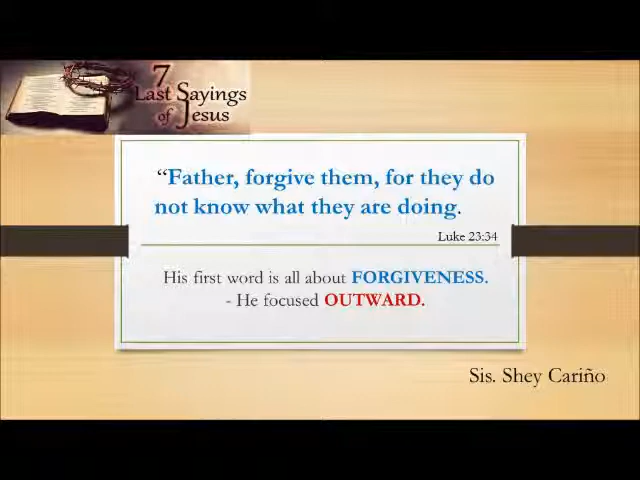 7
Last Sayings
of Jesus
“Father, forgive them, for they do
not know what they are doing.
Luke 23:34
His first word is all about FORGIVENESS.
- He focused OUTWARD.
Sis. Shey Cariño